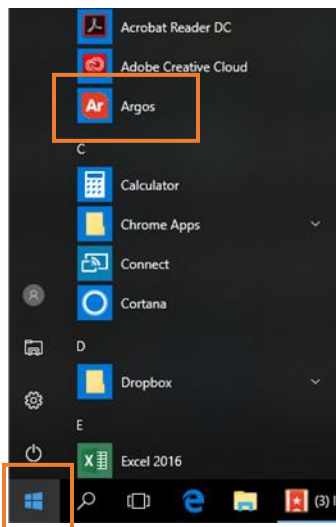 Acrobat Reader DC
Adobe Creative Cloud
Ar Argos
C
Calculator
Chrome Apps
Connect
Cortana
D
Dropbox
E
Excel 2016
(3) I